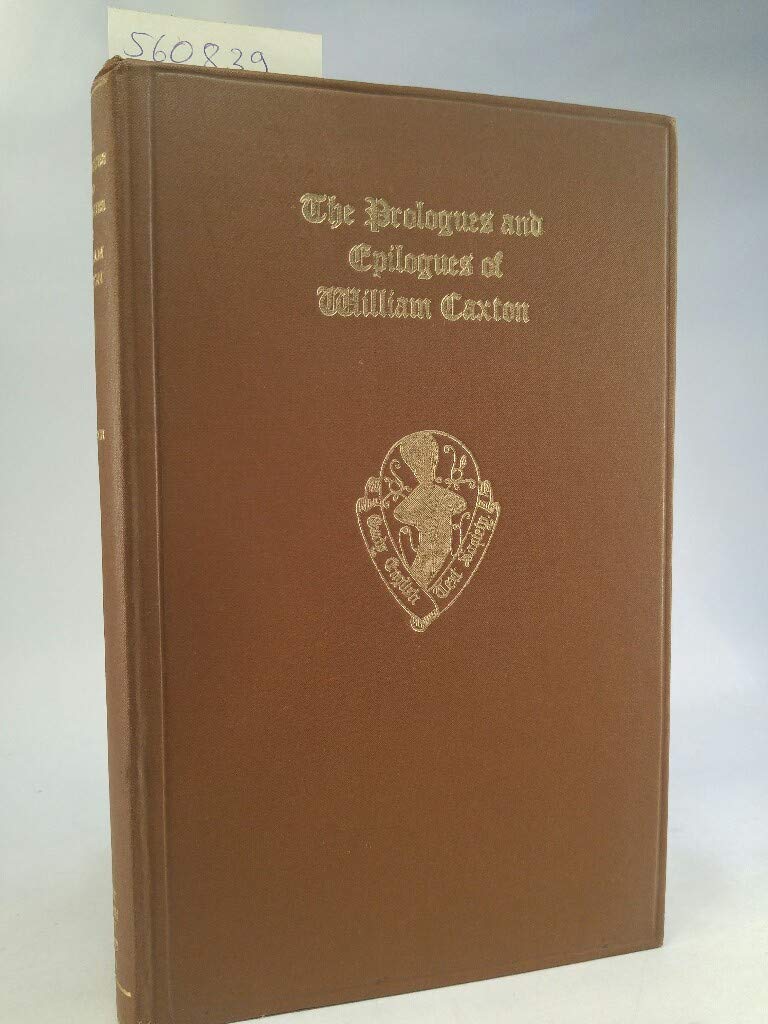 560839
The Prologues and
Epilogues of
William Caxton
Early English
Text Society